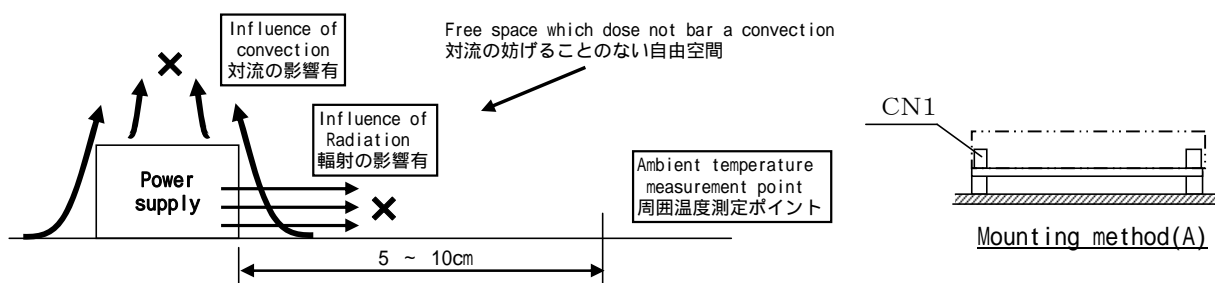 Influence of
convection
対流の影響有
Free space which dose not bar a convection
対流の妨げることのない自由空間
Influence of
Radiation
輻射の影響有
Power
supply
Ambient temperature
measurement point
周囲温度測定ポイント
5 ~ 10cm
CN1
Mounting method(A)